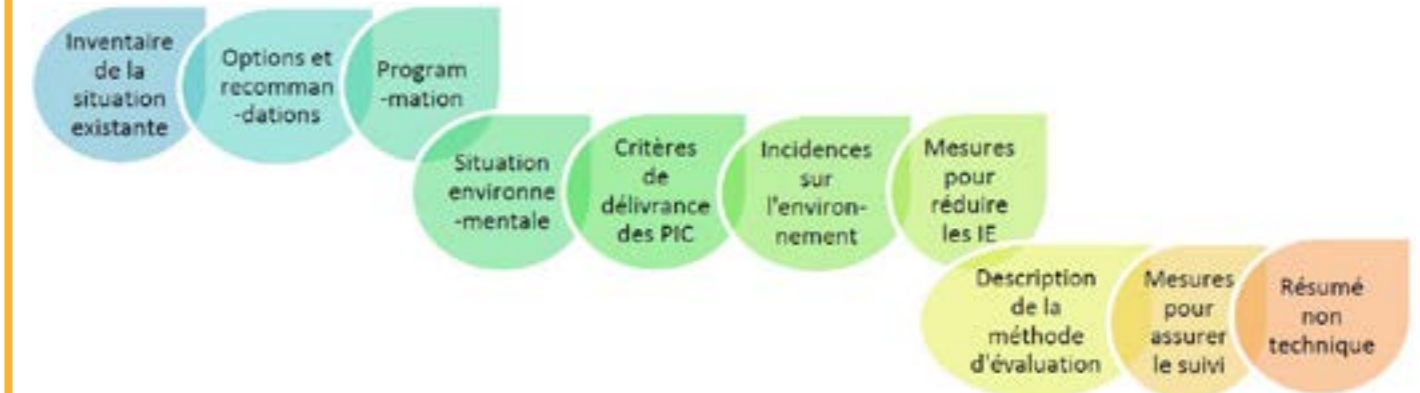 Inventaire
de la
situation
existante
Options et
recomman
-dations
Program
-mation
Situation
environne
-mentale
Critères
de
délivrance
des PIC
Incidences
sur
l'environ-
nement
Mesures
pour
réduire
les IE
Description
de la
méthode
d'évaluation
Mesures
pour
assurer
le suivi
Résumé
non
technique